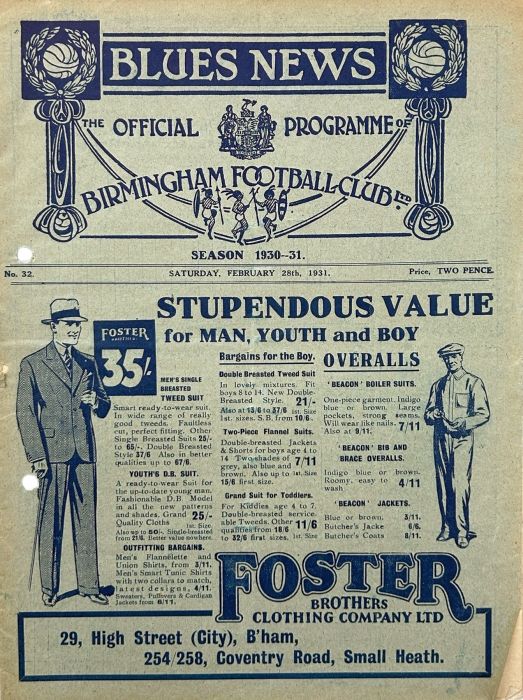 BLUES NEWS
THE OFFICIAL PROGRAMME OF
BIRMINGHAM FOOTBALL CLUB LTD.
SEASON 1930--31.
No. 32. SATURDAY, FEBRUARY 28th, 1931. Price, TWO PENCE.
STUPENDOUS VALUE
for MAN, YOUTH and BOY
FOSTER
35/-
MEN'S SINGLE
BREASTED
TWEED SUIT
Smart ready-to-wear suit.
In wide range of really
good tweeds. Faultless
cut, perfect fitting. Other
Single Breasted Suits 25/-
to 65/-. Double Breasted
Style 37/6 Also in better
qualities up to 67/6.
YOUTH'S D.B. SUIT.
A ready-to-wear Suit for
the up-to-date young man.
Fashionable D.B Model
in all the new patterns
and shades. Grand 25/-
Quality Cloths 1st. Size.
Also up to 50/-. Single-breasted
from 21/6. Better value nowhere.
OUTFITTING BARGAINS.
Men's Flannelette and
Union Shirts, from 3/11.
Men's Smart Tunic Shirts
with two collars to match,
latest designs, 4/11.
Sweaters, Pullovers & Cardigan
Jackets from 6/11.
Bargains for the Boy.
Double Breasted Tweed Suit
In lovely mixtures. Fit
boys 8 to 14. New Double-
Breasted Style. 21/-
Also at 13/6 to 37/6 1st. Size
1st. sizes. S.B. from 10/6.
Two-Piece Flannel Suits.
Double-breasted Jackets
& Shorts for boys age 4 to
14 Two shades of 7/11
grey, also blue and
brown. Also up to 1st. Size
15/6 first size.
Grand Suit for Toddlers.
For Kiddies age 4 to 7.
Double-breasted service-
able Tweeds. Other 11/6
qualities from 18/6
to 32/6 first sizes. 1st. Size
OVERALLS
'BEACON' BOILER SUITS.
One-piece garment. Indigo
blue or brown. Large
pockets, strong seams.
Will wear like nails. 7/11
Also at 9/11.
'BEACON' BIB AND
BRACE OVERALLS.
Indigo blue or brown.
Roomy, easy to 4/11
wash
'BEACON' JACKETS.
Blue or brown. 3/11.
Butcher's Jacks 6/6.
Butcher's Coats 8/11.
FOSTER
BROTHERS
CLOTHING COMPANY LTD
29, High Street (City), B'ham,
254/258, Coventry Road, Small Heath.